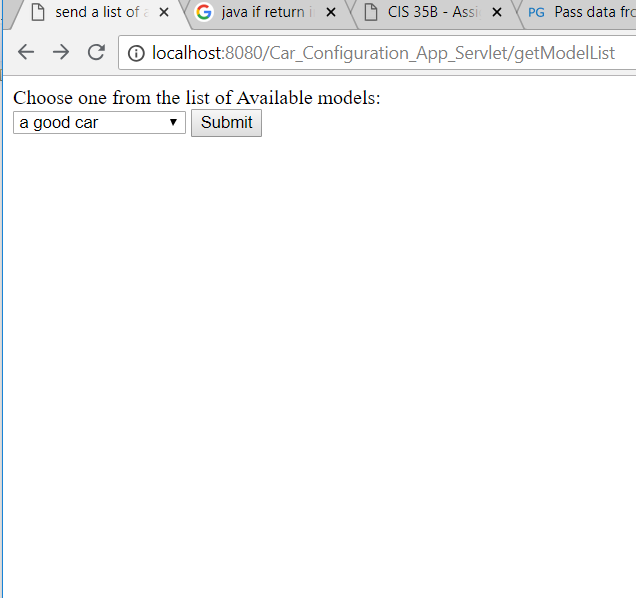 send a list of
java if return
CIS 35B - Assi
PG Pass data fro
localhost:8080/Car_Configuration_App_Servlet/getModelList
Choose one from the list of Available models:
a good car
Submit